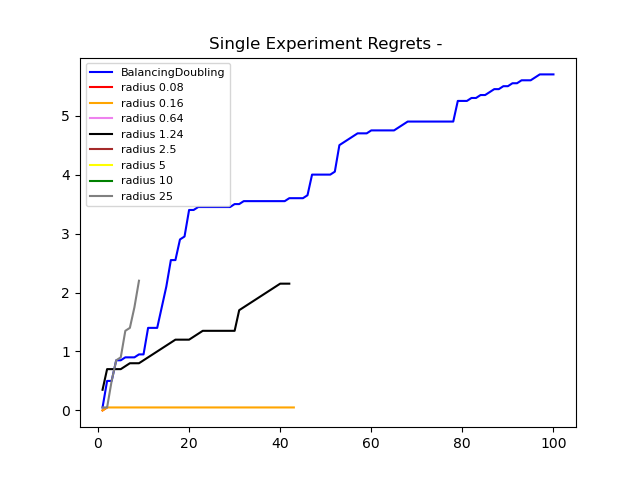 Single Experiment Regrets -
BalancingDoubling
radius 0.08
radius 0.16
radius 0.64
radius 1.24
radius 2.5
radius 5
radius 10
radius 25
5
4
3
2
1
0
0 20 40 60 80 100